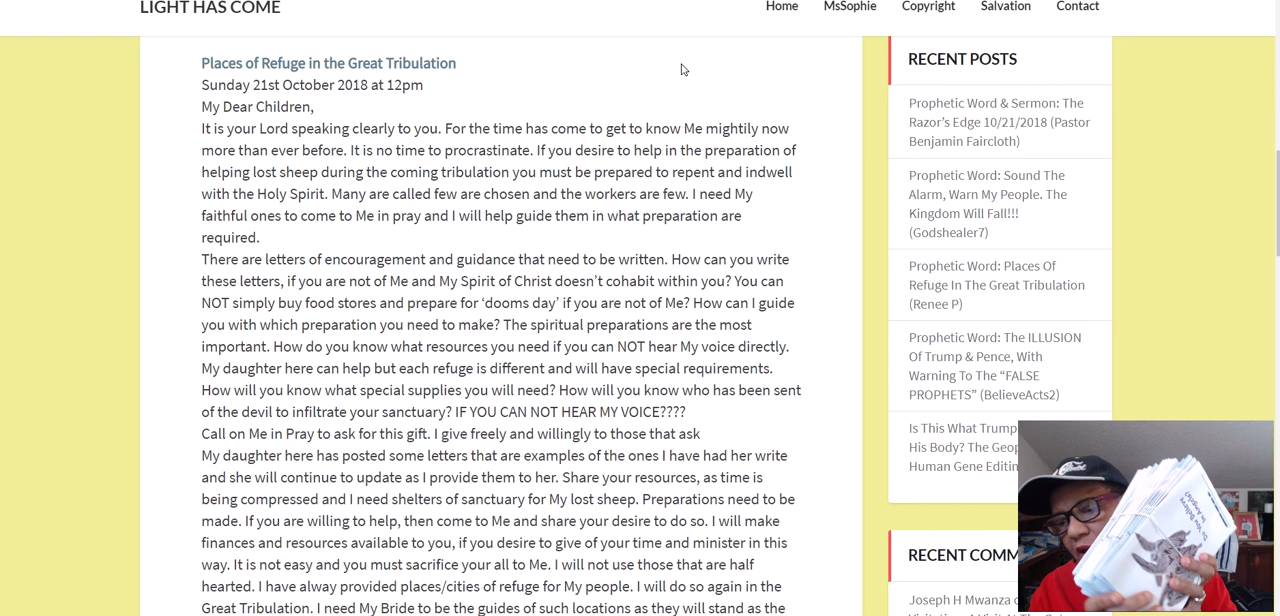 LIGHT HAS COME
Home MsSophie Copyright Salvation Contact
Places of Refuge in the Great Tribulation
Sunday 21st October 2018 at 12pm
My Dear Children,
It is your Lord speaking clearly to you. For the time has come to get to know Me mightily now
more than ever before. It is no time to procrastinate. If you desire to help in the preparation of
helping lost sheep during the coming tribulation you must be prepared to repent and indwell
with the Holy Spirit. Many are called few are chosen and the workers are few. I need My
faithful ones to come to Me in pray and I will help guide them in what preparation are
required.
There are letters of encouragement and guidance that need to be written. How can you write
these letters, if you are not of Me and My Spirit of Christ doesn’t cohabit within you? You can
NOT simply buy food stores and prepare for ‘dooms day’ if you are not of Me? How can I guide
you with which preparation you need to make? The spiritual preparations are the most
important. How do you know what resources you need if you can NOT hear My voice directly.
My daughter here can help but each refuge is different and will have special requirements.
How will you know what special supplies you will need? How will you know who has been sent
of the devil to infiltrate your sanctuary? IF YOU CAN NOT HEAR MY VOICE????
Call on Me in Pray to ask for this gift. I give freely and willingly to those that ask
My daughter here has posted some letters that are examples of the ones I have had her write
and she will continue to update as I provide them to her. Share your resources, as time is
being compressed and I need shelters of sanctuary for My lost sheep. Preparations need to be
made. If you are willing to help, then come to Me and share your desire to do so. I will make
finances and resources available to you, if you desire to give of your time and minister in this
way. It is not easy and you must sacrifice your all to Me. I will not use those that are half
hearted. I have alway provided places/cities of refuge for My people. I will do so again in the
Great Tribulation. I need My Bride to be the guides of such locations as they will stand as the
RECENT POSTS
Prophetic Word & Sermon: The
Razor’s Edge 10/21/2018 (Pastor
Benjamin Faircloth)
Prophetic Word: Sound The
Alarm, Warn My People. The
Kingdom Will Fall!!!
(Godshealer7)
Prophetic Word: Places Of
Refuge In The Great Tribulation
(Renee P)
Prophetic Word: The ILLUSION
Of Trump & Pence, With
Warning To The “FALSE
PROPHETS” (BelieveActs2)
Is This What Trump
His Body? The Geop
Human Gene Editin
RECENT COMM
Joseph H Mwanza
You Believe
in Angels?